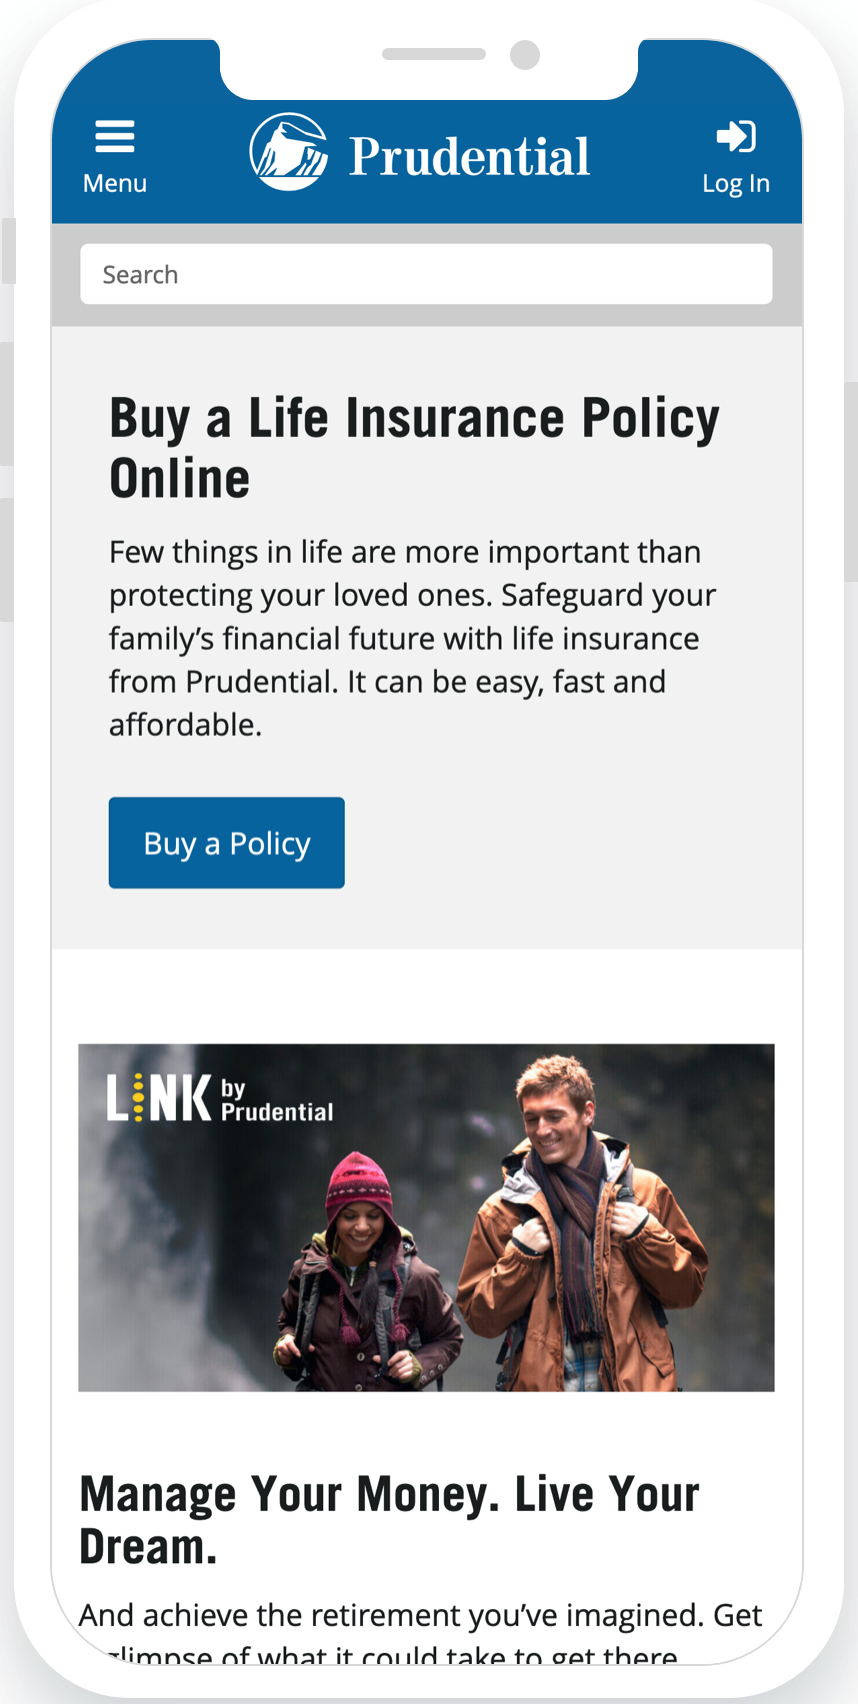 Menu
Prudential
Log In
Search
Buy a Life Insurance Policy
Online
Few things in life are more important than
protecting your loved ones. Safeguard your
family’s financial future with life insurance
from Prudential. It can be easy, fast and
affordable.
Buy a Policy
LINK by
Prudential
Manage Your Money. Live Your
Dream.
And achieve the retirement you’ve imagined. Get
glimpse of what it could take to get there